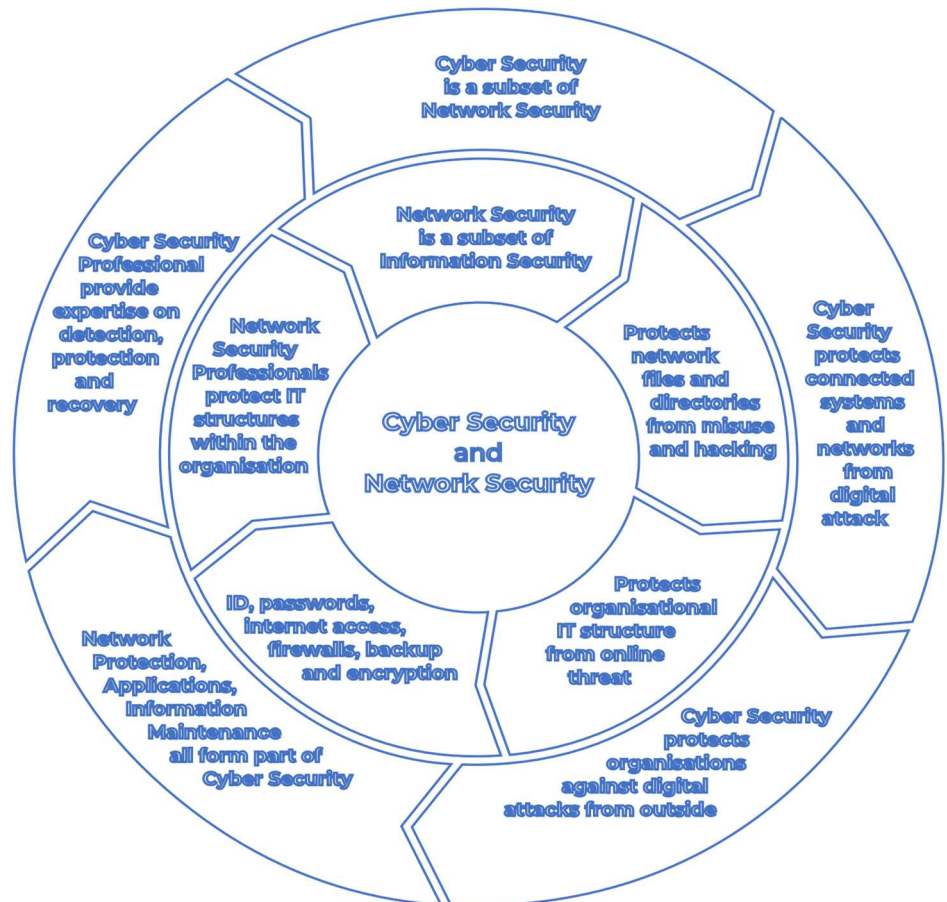 Cyber Security
is a subset of
Network Security
Cyber
Security
protects
connected
systems
and
networks
from
digital
attack
Cyber Security
protects
organisations
against digital
attacks from outside
Network
Protection,
Applications,
Information
Maintenance
all form part of
Cyber Security
Cyber Security
Professional
provide
expertise on
detection,
protection
and
recovery
Network Security
is a subset of
Information Security
Protects
network
files and
directories
from misuse
and hacking
Protects
organisational
IT structure
from online
threat
ID, passwords,
internet access,
firewalls, backup
and encryption
Network
Security
Professionals
protect IT
structures
within the
organisation
Cyber Security
and
Network Security